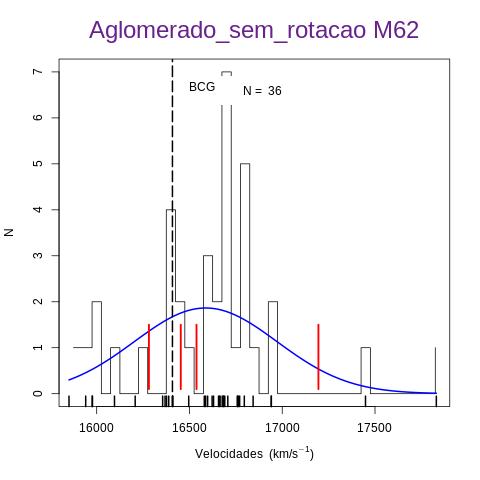 Aglomerado_sem_rotacao M62
BCG
N = 36
N
7
6
5
4
3
2
1
0
16000 16500 17000 17500
Velocidades (km/s⁻¹)